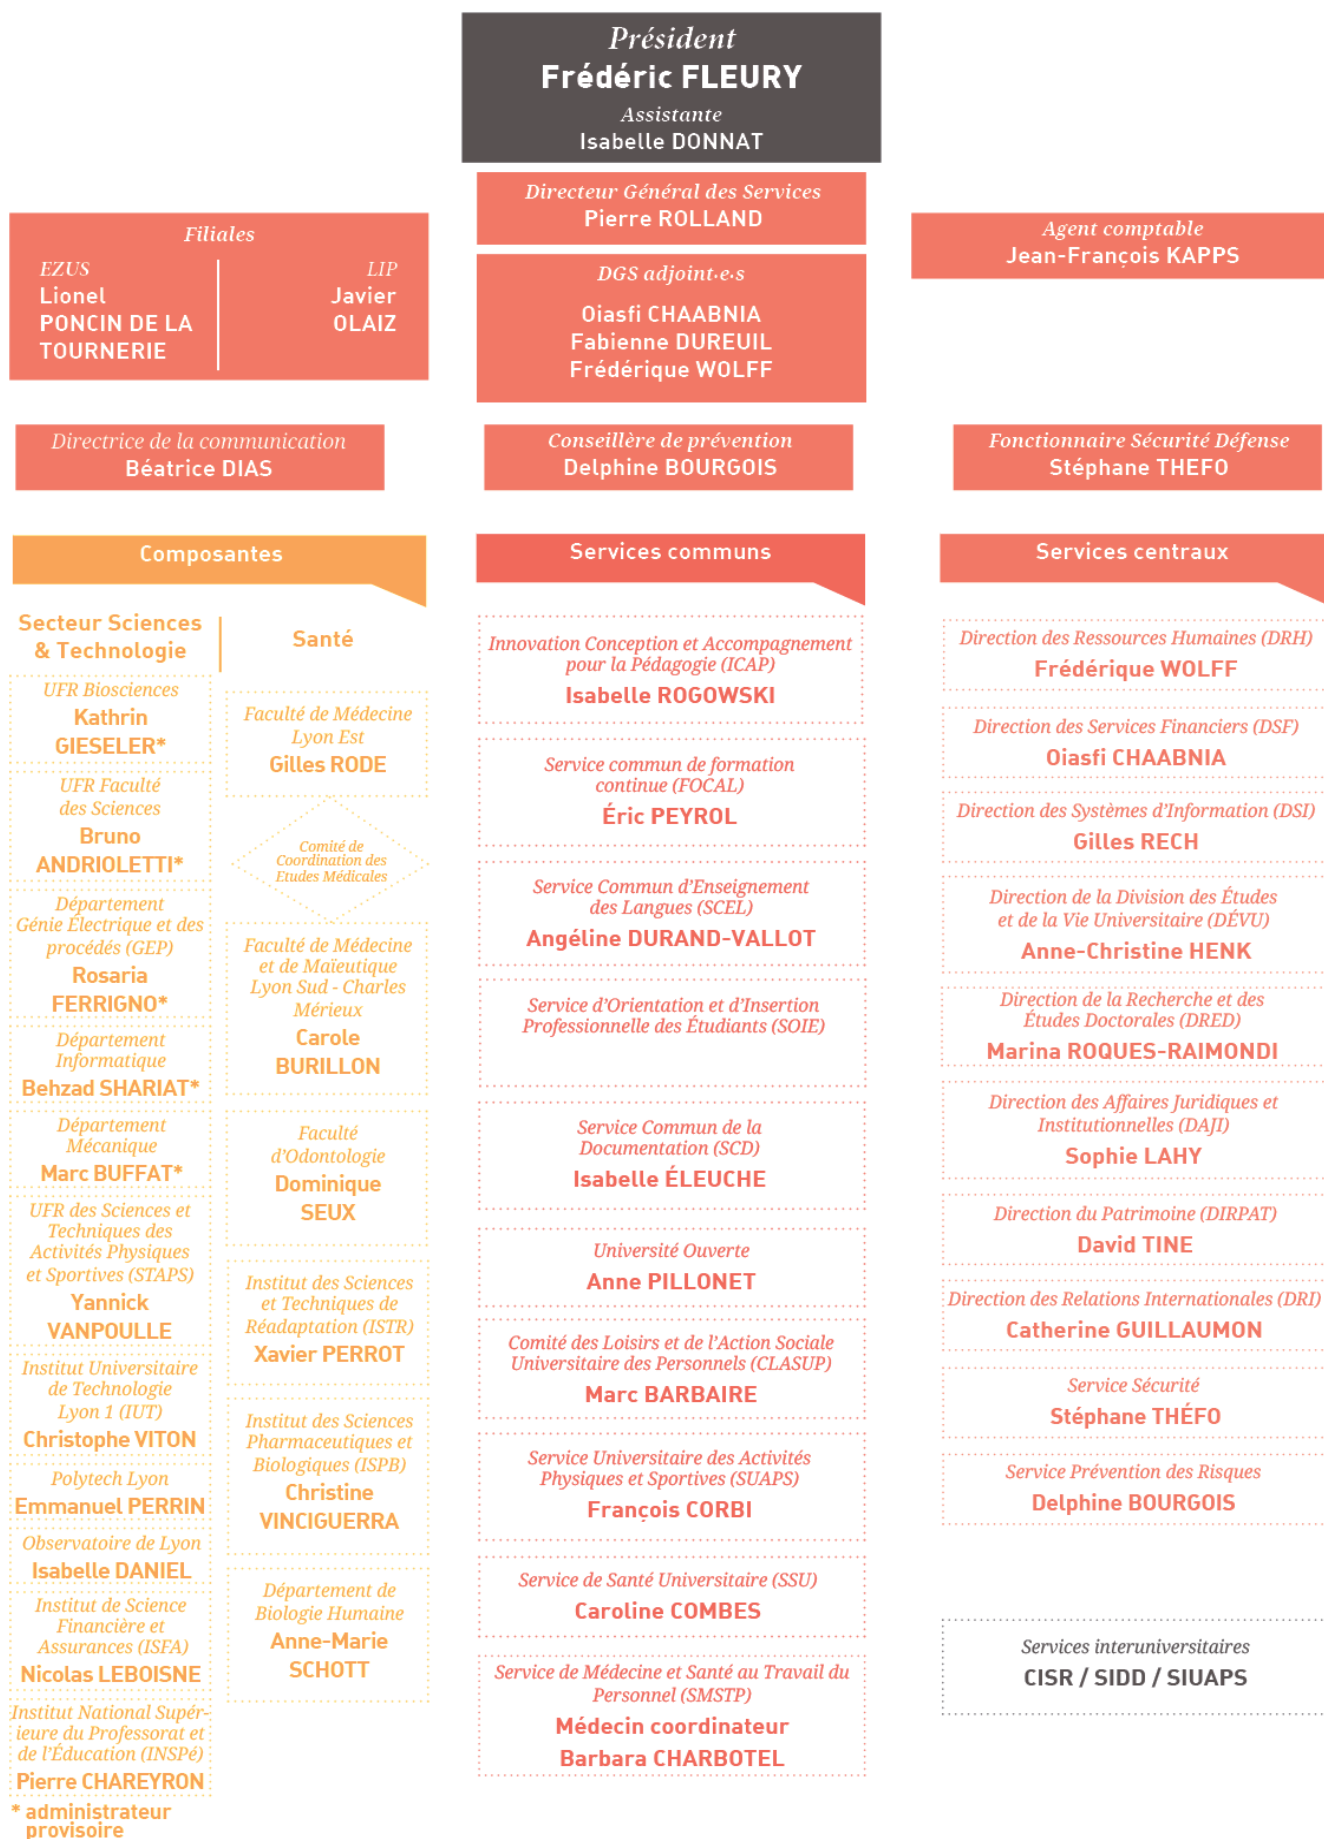 Président
Frédéric FLEURY
Assistante
Isabelle DONNAT
Directeur Général des Services
Pierre ROLLAND
DGS adjoint·e·s
Oiasfi CHAABNIA
Fabienne DUREUIL
Frédérique WOLFF
Filiales
EZUS
Lionel
PONCIN DE LA
TOURNERIE
LIP
Javier
OLAIZ
Agent comptable
Jean-François KAPPS
Directrice de la communication
Béatrice DIAS
Conseillère de prévention
Delphine BOURGOIS
Fonctionnaire Sécurité Défense
Stéphane THEFO
Composantes
Secteur Sciences
& Technologie
UFR Biosciences
Kathrin
GIESELER*
UFR Faculté
des Sciences
Bruno
ANDRIOLETTI*
Département
Génie Électrique et des
procédés (GEP)
Rosaria
FERRIGNO*
Département
Informatique
Behzad SHARIAT*
Département
Mécanique
Marc BUFFAT*
UFR des Sciences et
Techniques des
Activités Physiques
et Sportives (STAPS)
Yannick
VANPOULLE
Institut Universitaire
de Technologie
Lyon 1 (IUT)
Christophe VITON
Polytech Lyon
Emmanuel PERRIN
Observatoire de Lyon
Isabelle DANIEL
Institut de Science
Financière et
Assurances (ISFA)
Nicolas LEBOISNE
Institut National Supér-
ieure du Professorat et
de l'Éducation (INSPé)
Pierre CHAREYRON
* administrateur
provisoire
Santé
Faculté de Médecine
Lyon Est
Gilles RODE
Comité de
Coordination des
Etudes Médicales
Faculté de Médecine
et de Maïeutique
Lyon Sud - Charles
Mérieux
Carole
BURILLON
Faculté
d'Odontologie
Dominique
SEUX
Institut des Sciences
et Techniques de
Réadaptation (ISTR)
Xavier PERROT
Institut des Sciences
Pharmaceutiques et
Biologiques (ISPB)
Christine
VINCIGUERRA
Département de
Biologie Humaine
Anne-Marie
SCHOTT
Services communs
Innovation Conception et Accompagnement
pour la Pédagogie (ICAP)
Isabelle ROGOWSKI
Service commun de formation
continue (FOCAL)
Éric PEYROL
Service Commun d'Enseignement
des Langues (SCEL)
Angéline DURAND-VALLOT
Service d'Orientation et d'Insertion
Professionnelle des Étudiants (SOIE)
Service Commun de la
Documentation (SCD)
Isabelle ÉLEUCHE
Université Ouverte
Anne PILLONET
Comité des Loisirs et de l'Action Sociale
Universitaire des Personnels (CLASUP)
Marc BARBAIRE
Service Universitaire des Activités
Physiques et Sportives (SUAPS)
François CORBI
Service de Santé Universitaire (SSU)
Caroline COMBES
Service de Médecine et Santé au Travail du
Personnel (SMSTP)
Médecin coordinateur
Barbara CHARBOTEL
Services centraux
Direction des Ressources Humaines (DRH)
Frédérique WOLFF
Direction des Services Financiers (DSF)
Oiasfi CHAABNIA
Direction des Systèmes d'Information (DSI)
Gilles RECH
Direction de la Division des Études
et de la Vie Universitaire (DÉVU)
Anne-Christine HENK
Direction de la Recherche et des
Études Doctorales (DRED)
Marina ROQUES-RAIMONDI
Direction des Affaires Juridiques et
Institutionnelles (DAJI)
Sophie LAHY
Direction du Patrimoine (DIRPAT)
David TINE
Direction des Relations Internationales (DRI)
Catherine GUILLAUMON
Service Sécurité
Stéphane THÉFO
Service Prévention des Risques
Delphine BOURGOIS
Services interuniversitaires
CISR / SIDD / SIUAPS